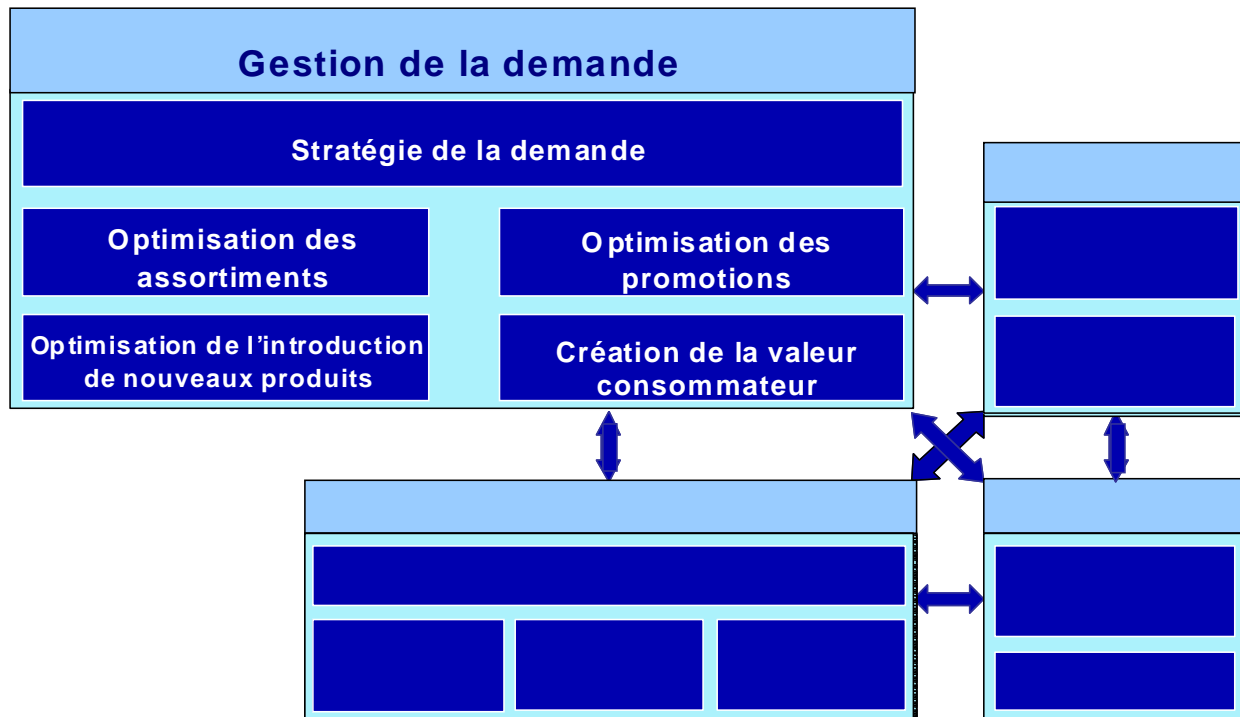 Gestion de la demande
Stratégie de la demande
Optimisation des
assortiments
Optimisation des
promotions
Optimisation de l’introduction
de nouveaux produits
Création de la valeur
consommateur